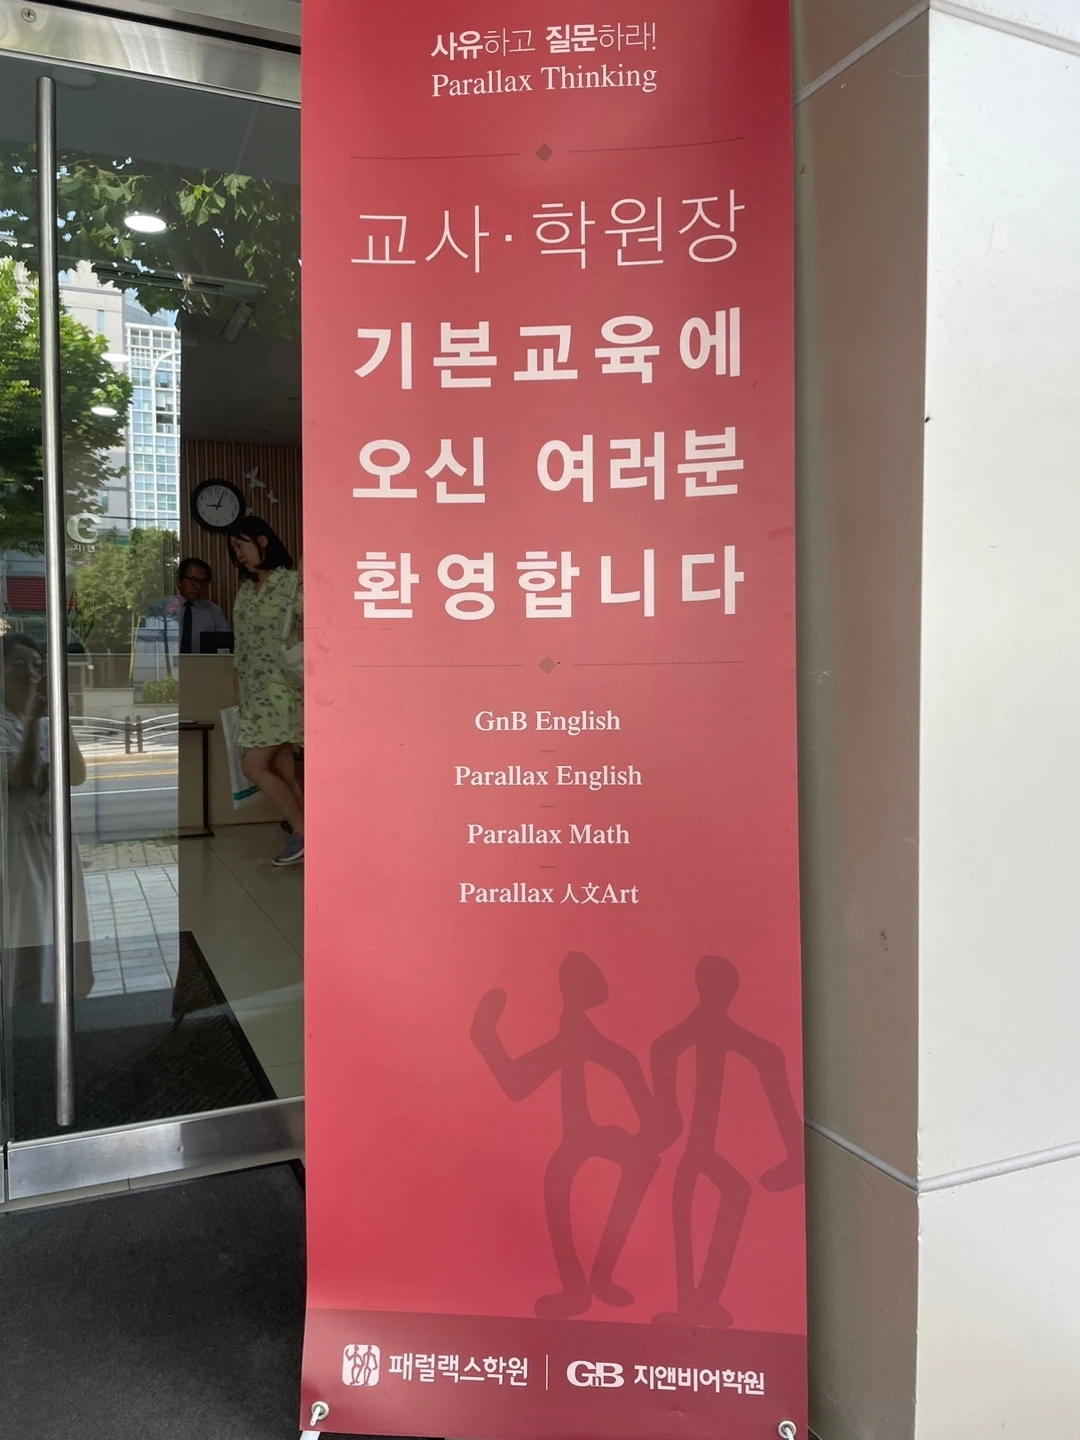 사유하고 질문하라!
Parallax Thinking
교사·학원장
기본교육에
오신 여러분
환영합니다
GnB English
Parallax English
Parallax Math
Parallax 人文Art
패럴랙스학원 | GnB 지앤비어학원
G
지앤